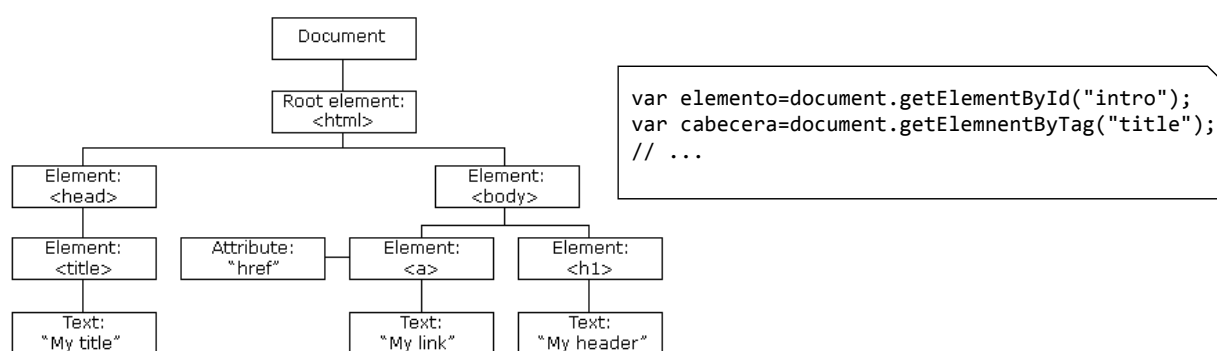 Document
Root element:
<html>
Element:
<head>
Element:
<body>
Element:
<title>
Attribute:
"href"
Element:
<a>
Element:
<h1>
Text:
"My title"
Text:
"My link"
Text:
"My header"
var elemento=document.getElementById("intro");
var cabecera=document.getElemnentByTag("title");
// ...